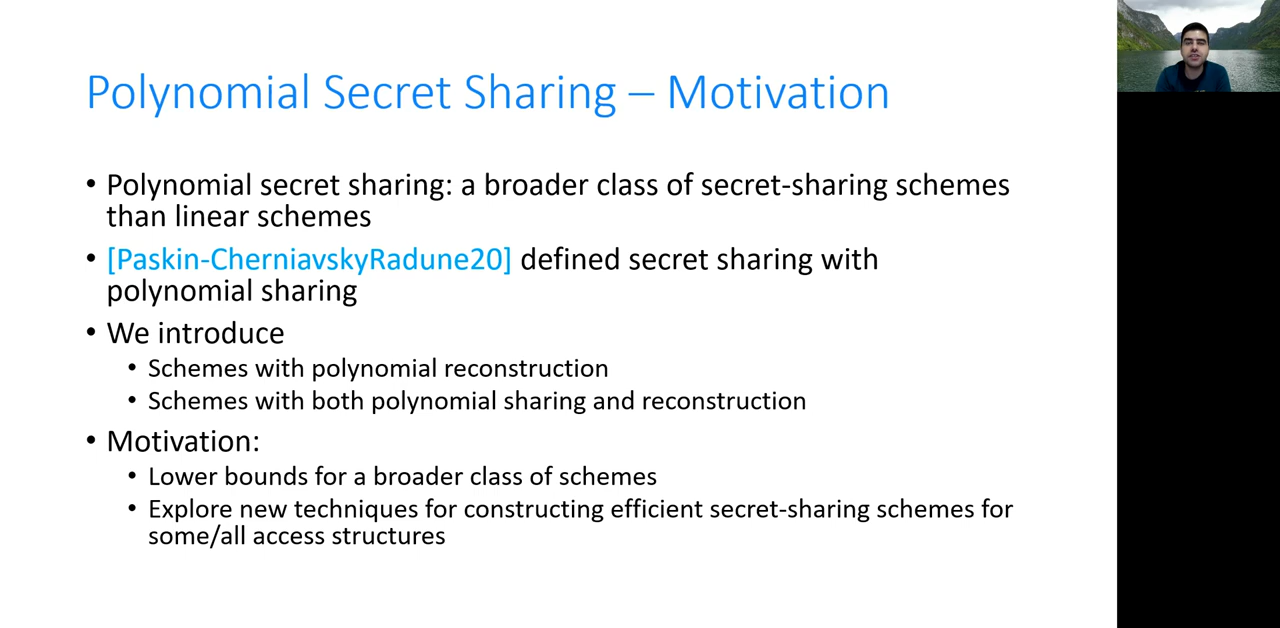 Polynomial Secret Sharing – Motivation
• Polynomial secret sharing: a broader class of secret-sharing schemes
than linear schemes
• [Paskin-CherniavskyRadune20] defined secret sharing with
polynomial sharing
• We introduce
• Schemes with polynomial reconstruction
• Schemes with both polynomial sharing and reconstruction
• Motivation:
• Lower bounds for a broader class of schemes
• Explore new techniques for constructing efficient secret-sharing schemes for
some/all access structures